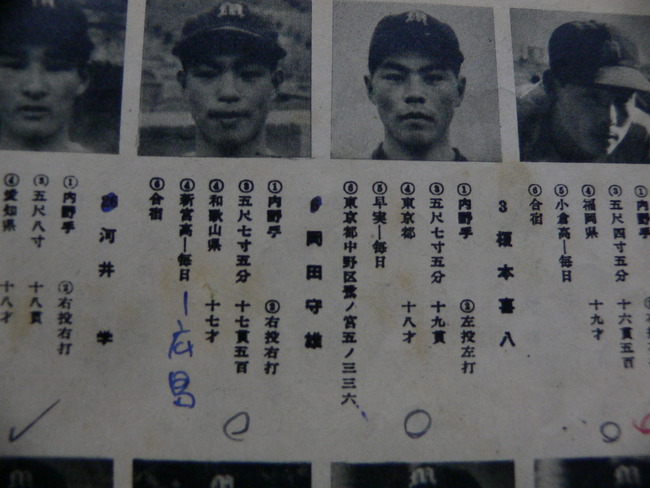 ①内野手
③五尺四寸五分 十六貫五百
④福岡県 十九才
⑤小倉高―毎日
⑥合宿
3 榎本喜八
①内野手 ②左投左打
③五尺七寸五分 十九貫
④東京都 十八才
⑤早実―毎日
⑥東京都中野区鷺ノ宮五ノ三三六
岡田守雄
①内野手 ②右投右打
③五尺七寸五分 十七貫五百
④和歌山県 十七才
⑤新宮高―毎日―広島
⑥合宿
河井 学
①内野手 ②右投右打
③五尺八寸 十八貫
④愛知県 十八才
M
M
M
M
M